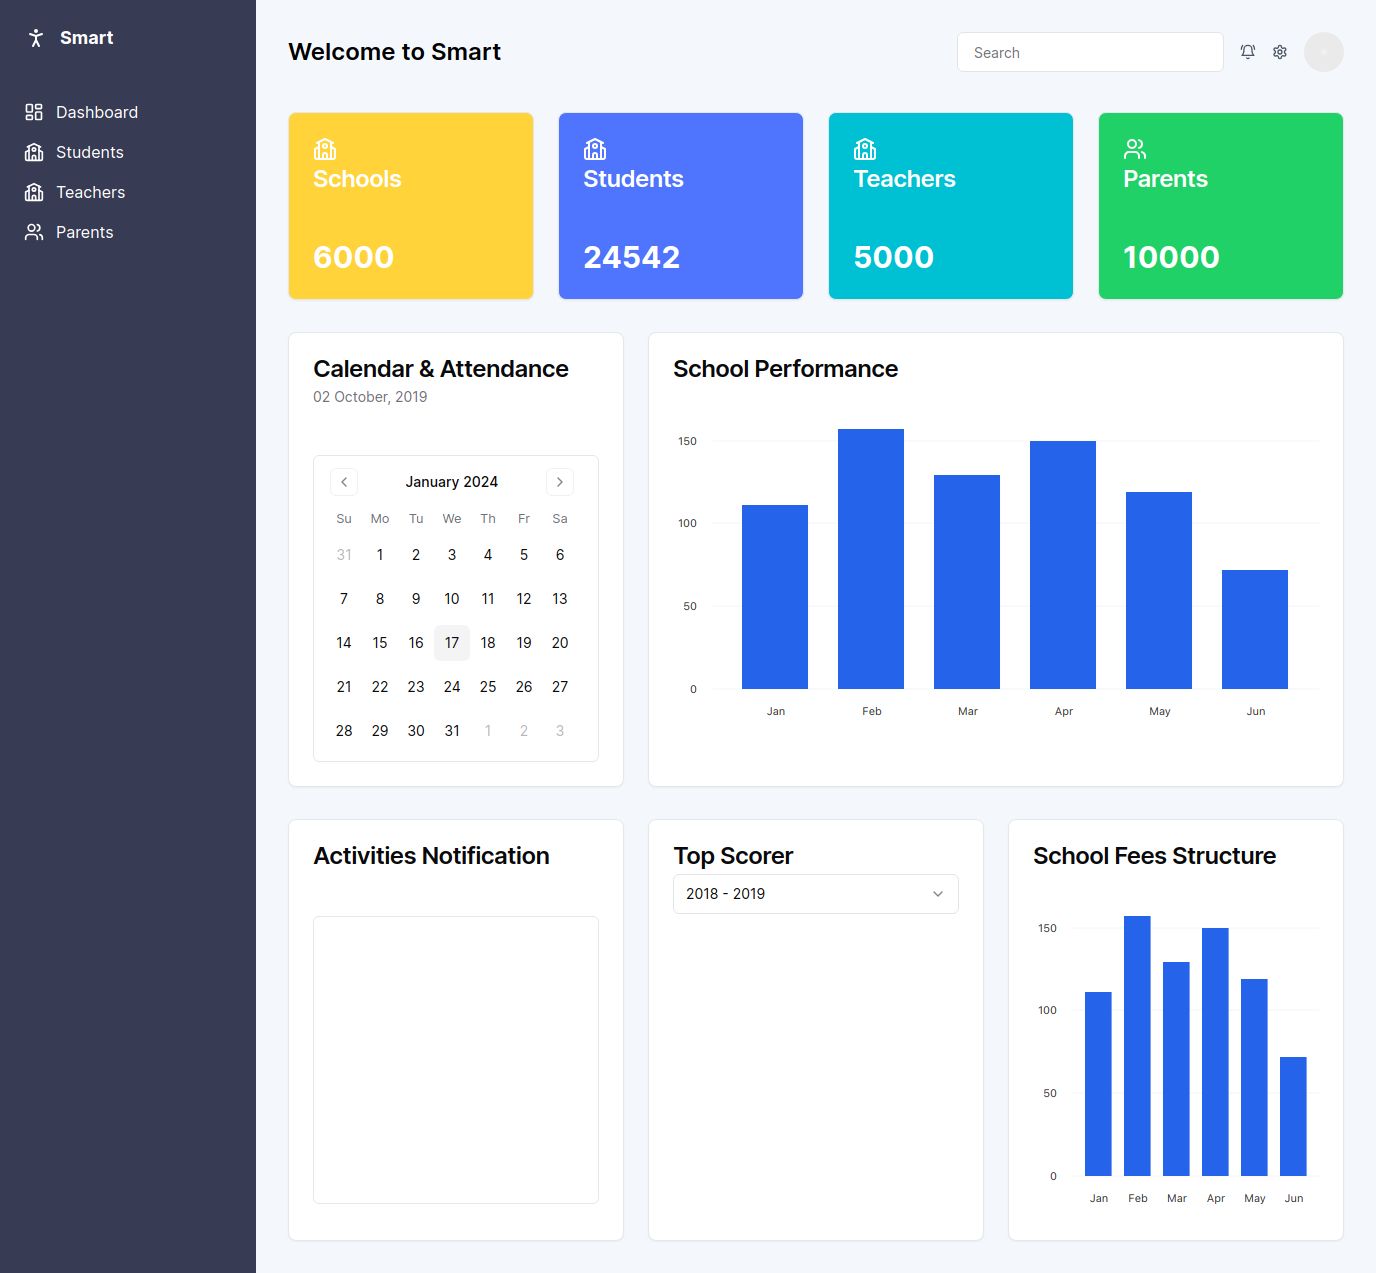 Smart
Dashboard
Students
Teachers
Parents
Welcome to Smart
Search
Schools
6000
Students
24542
Teachers
5000
Parents
10000
Calendar & Attendance
02 October, 2019
January 2024
Su Mo Tu We Th Fr Sa
31 1 2 3 4 5 6
7 8 9 10 11 12 13
14 15 16 17 18 19 20
21 22 23 24 25 26 27
28 29 30 31 1 2 3
School Performance
150
100
50
0
Jan Feb Mar Apr May Jun
Activities Notification
Top Scorer
2018 - 2019
School Fees Structure
150
100
50
0
Jan Feb Mar Apr May Jun